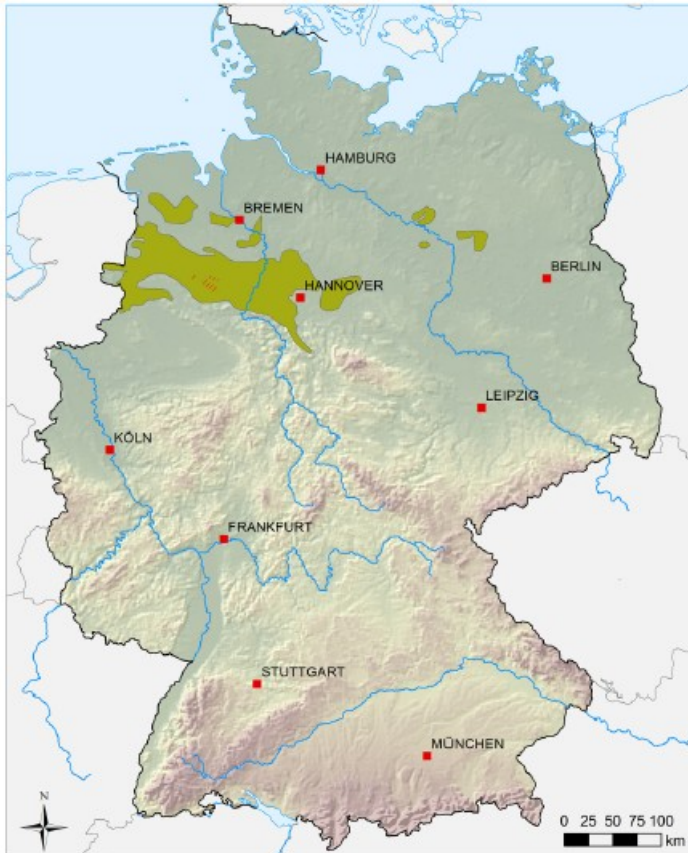 HAMBURG
BREMEN
BERLIN
HANNOVER
LEIPZIG
KÖLN
FRANKFURT
STUTTGART
MÜNCHEN
N
0 25 50 75 100
km